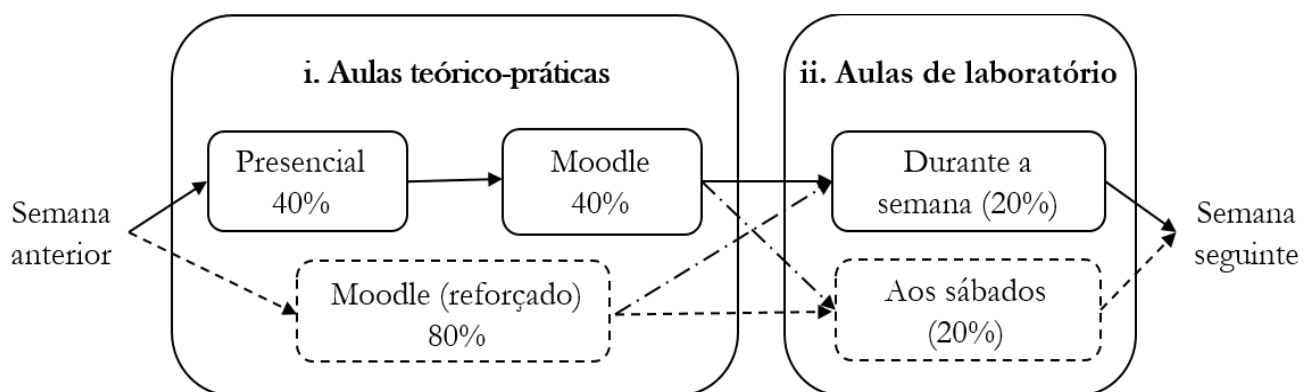 i. Aulas teórico-práticas
ii. Aulas de laboratório
Semana
anterior
Presencial
40%
Moodle
40%
Moodle (reforçado)
80%
Durante a
semana (20%)
Aos sábados
(20%)
Semana
seguinte